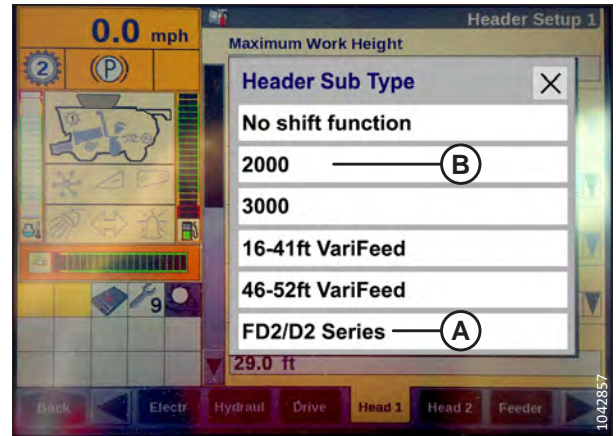 0.0 mph
Header Setup 1
Maximum Work Height
2
(P)
Header Sub Type
X
No shift function
2000
B
3000
16-41ft VariFeed
46-52ft VariFeed
FD2/D2 Series
A
9
29.0 ft
Back
Electr
Hydraul
Drive
Head 1
Head 2
Feeder
1042857